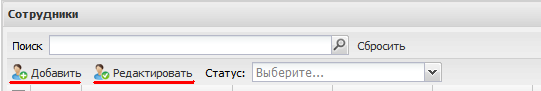 Сотрудники
Поиск Сбросить
Добавить Редактировать Статус: Выберите...